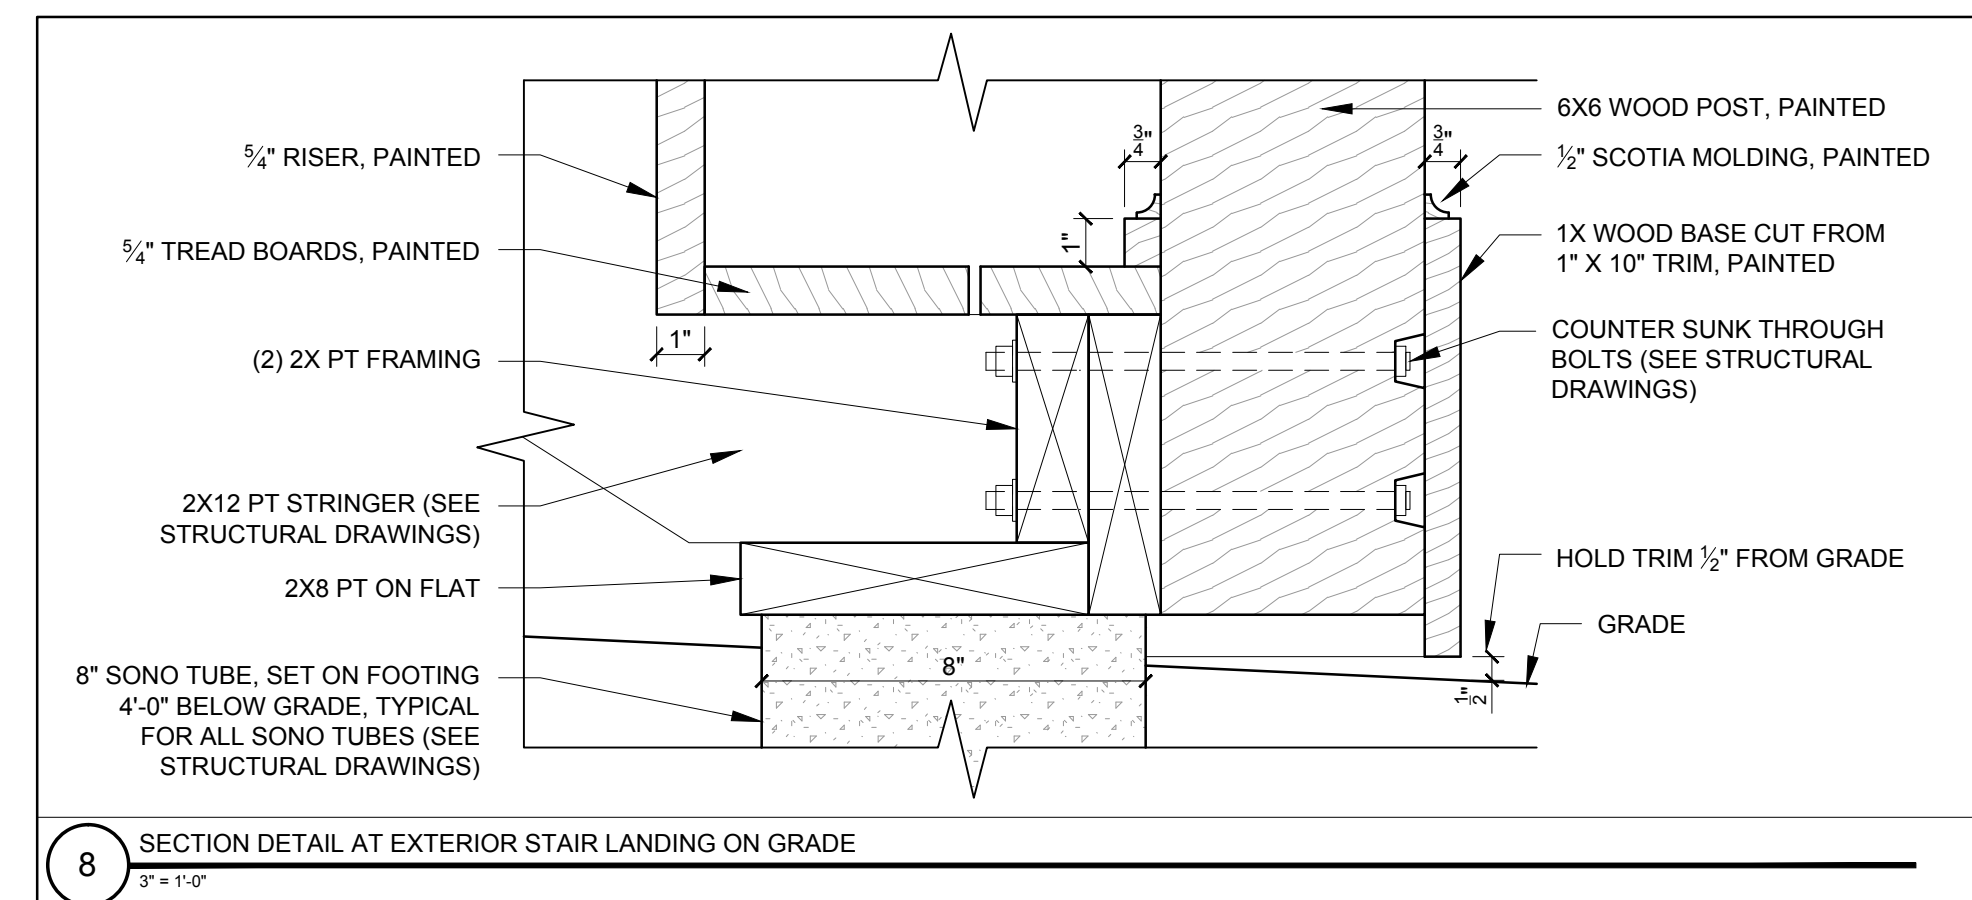 ⁵⁄₄" RISER, PAINTED
⁵⁄₄" TREAD BOARDS, PAINTED
(2) 2X PT FRAMING
2X12 PT STRINGER (SEE
STRUCTURAL DRAWINGS)
2X8 PT ON FLAT
8" SONO TUBE, SET ON FOOTING
4'-0" BELOW GRADE, TYPICAL
FOR ALL SONO TUBES (SEE
STRUCTURAL DRAWINGS)
1"
3/4"
1"
8"
3/4"
1/2"
6X6 WOOD POST, PAINTED
½" SCOTIA MOLDING, PAINTED
1X WOOD BASE CUT FROM
1" X 10" TRIM, PAINTED
COUNTER SUNK THROUGH
BOLTS (SEE STRUCTURAL
DRAWINGS)
HOLD TRIM ½" FROM GRADE
GRADE
8
SECTION DETAIL AT EXTERIOR STAIR LANDING ON GRADE
3" = 1'-0"